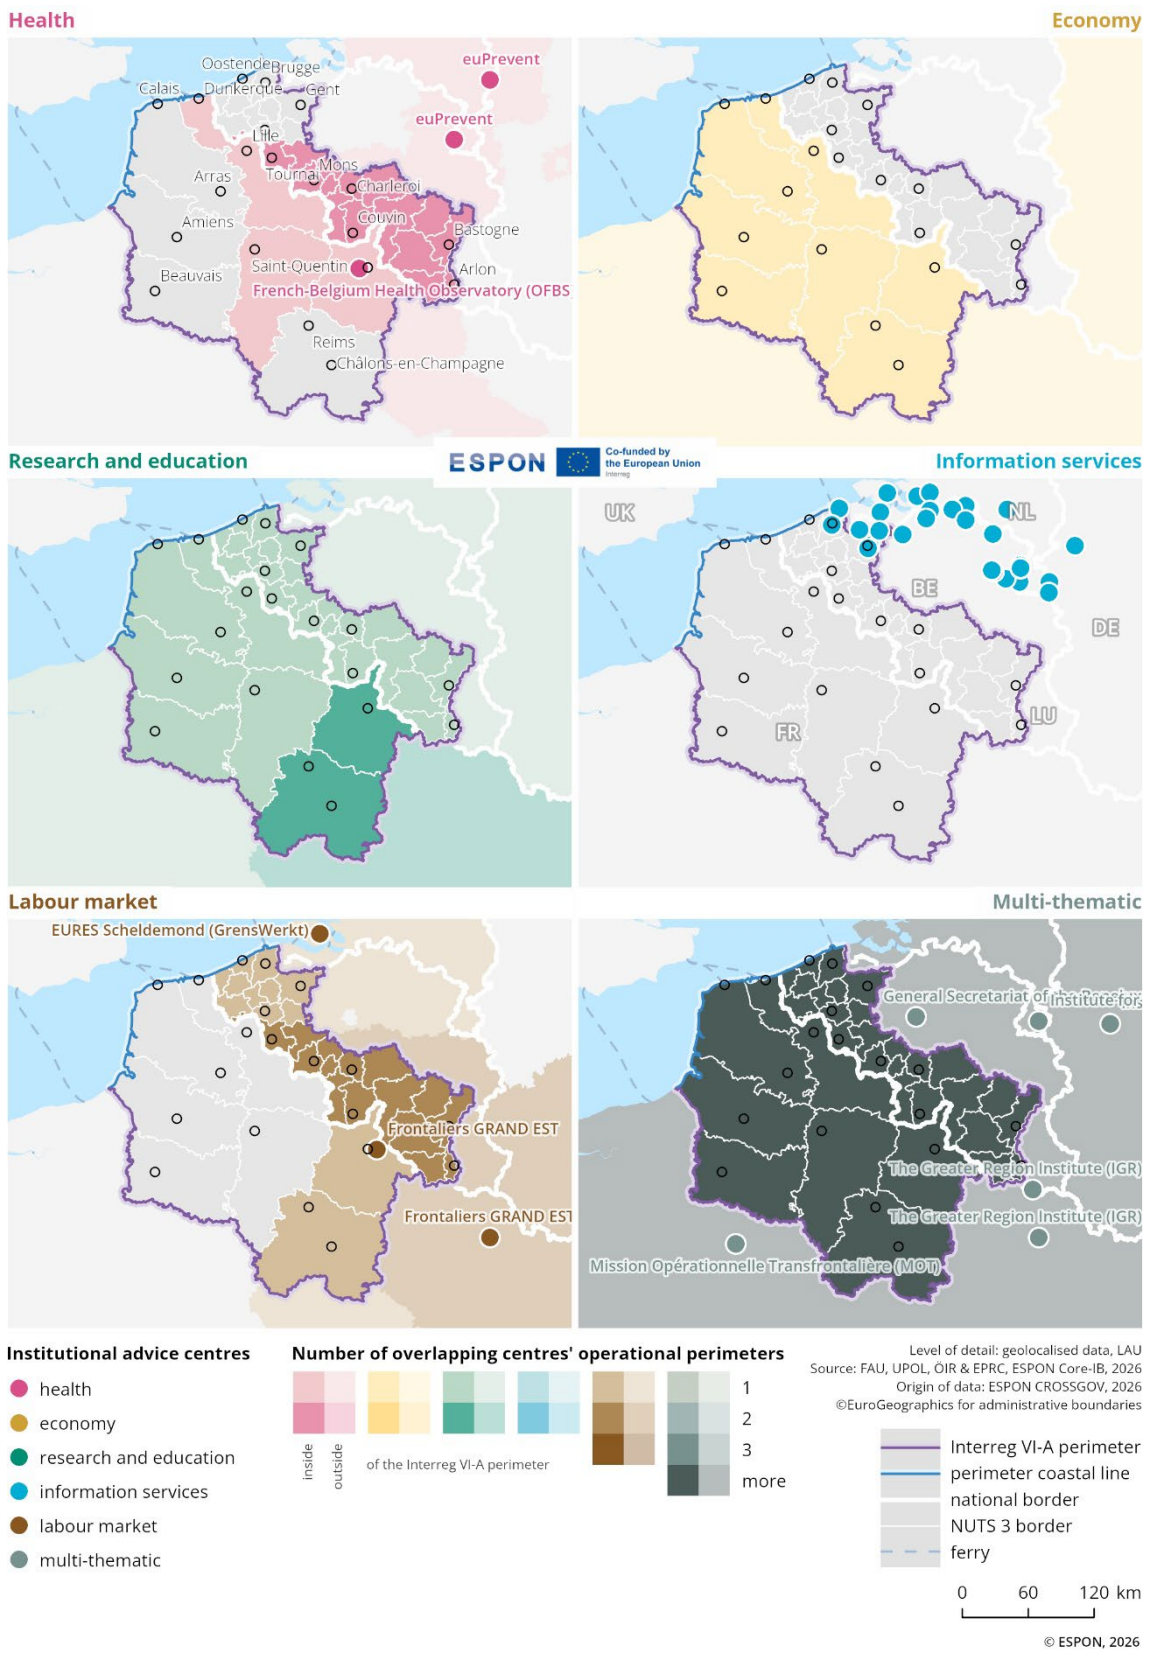 Health
Economy
Oostende
Brugge
Calais
Dunkerque
Gent
euPrevent
euPrevent
Lille
Mons
Tournai
Charleroi
Arras
Couvin
Amiens
Bastogne
Saint-Quentin
Arlon
Beauvais
French-Belgium Health Observatory (OFBS
Reims
Châlons-en-Champagne
Research and education
ESPON
Co-funded by
the European Union
Interreg
Information services
UK
NL
BE
DE
LU
FR
Labour market
Multi-thematic
EURES Scheldemond (GrensWerkt)
Frontaliers GRAND EST
Frontaliers GRAND EST
General Secretariat of
Institute for
The Greater Region Institute (IGR)
The Greater Region Institute (IGR)
Mission Opérationnelle Transfrontalière (MOT)
Institutional advice centres
health
economy
research and education
information services
labour market
multi-thematic
Number of overlapping centres' operational perimeters
1
2
3
more
inside
outside
of the Interreg VI-A perimeter
Level of detail: geolocalised data, LAU
Source: FAU, UPOL, ÖIR & EPRC, ESPON Core-IB, 2026
Origin of data: ESPON CROSSGOV, 2026
©EuroGeographics for administrative boundaries
Interreg VI-A perimeter
perimeter coastal line
national border
NUTS 3 border
ferry
0 60 120 km
© ESPON, 2026